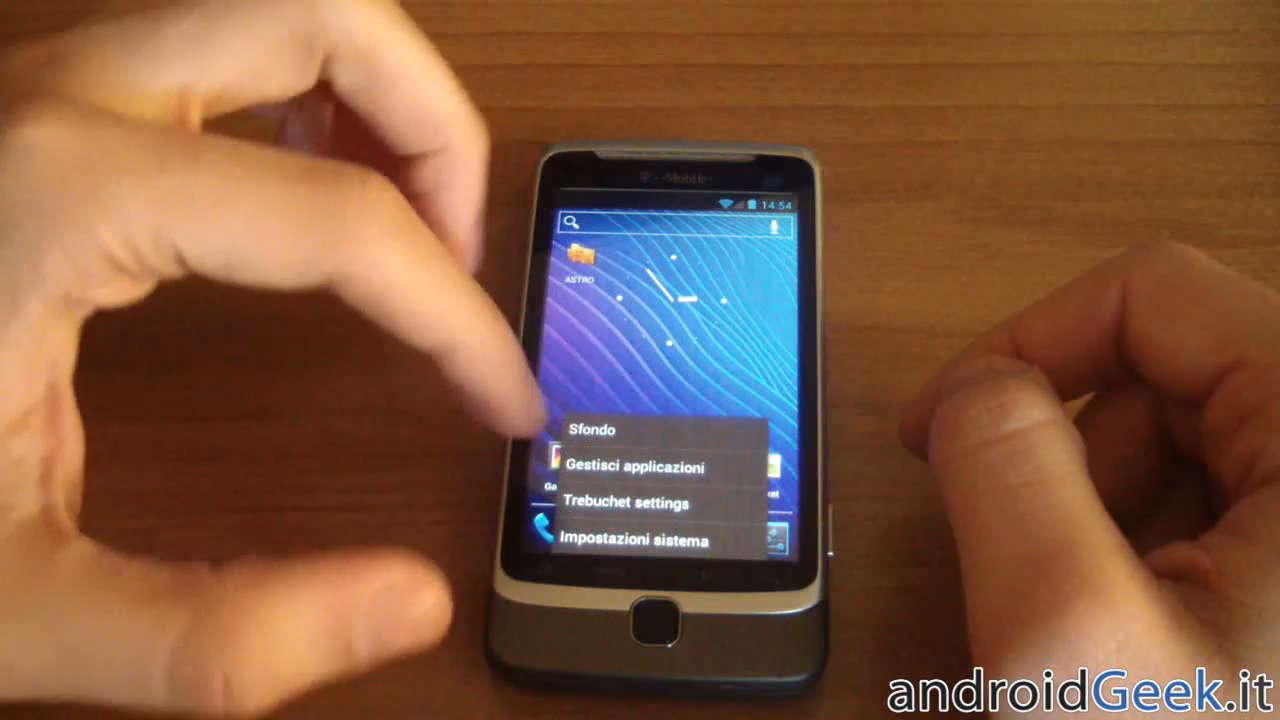 T - -Mobile-
14:54
ASTRO
Sfondo
Gestisci applicazioni
Trebuchet settings
Impostazioni sistema
androidGeek.it